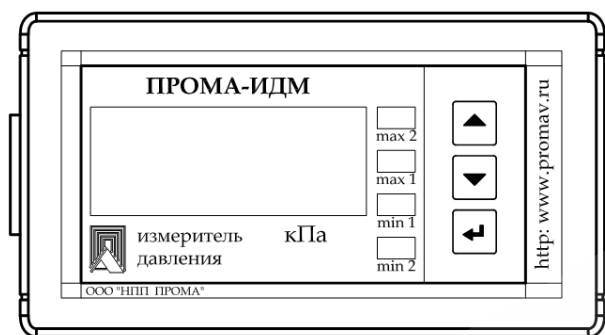 ПРОМА-ИДМ
max 2
max 1
min 1
min 2
измеритель
давления
кПа
ООО "НПП ПРОМА"
http: www.promav.ru